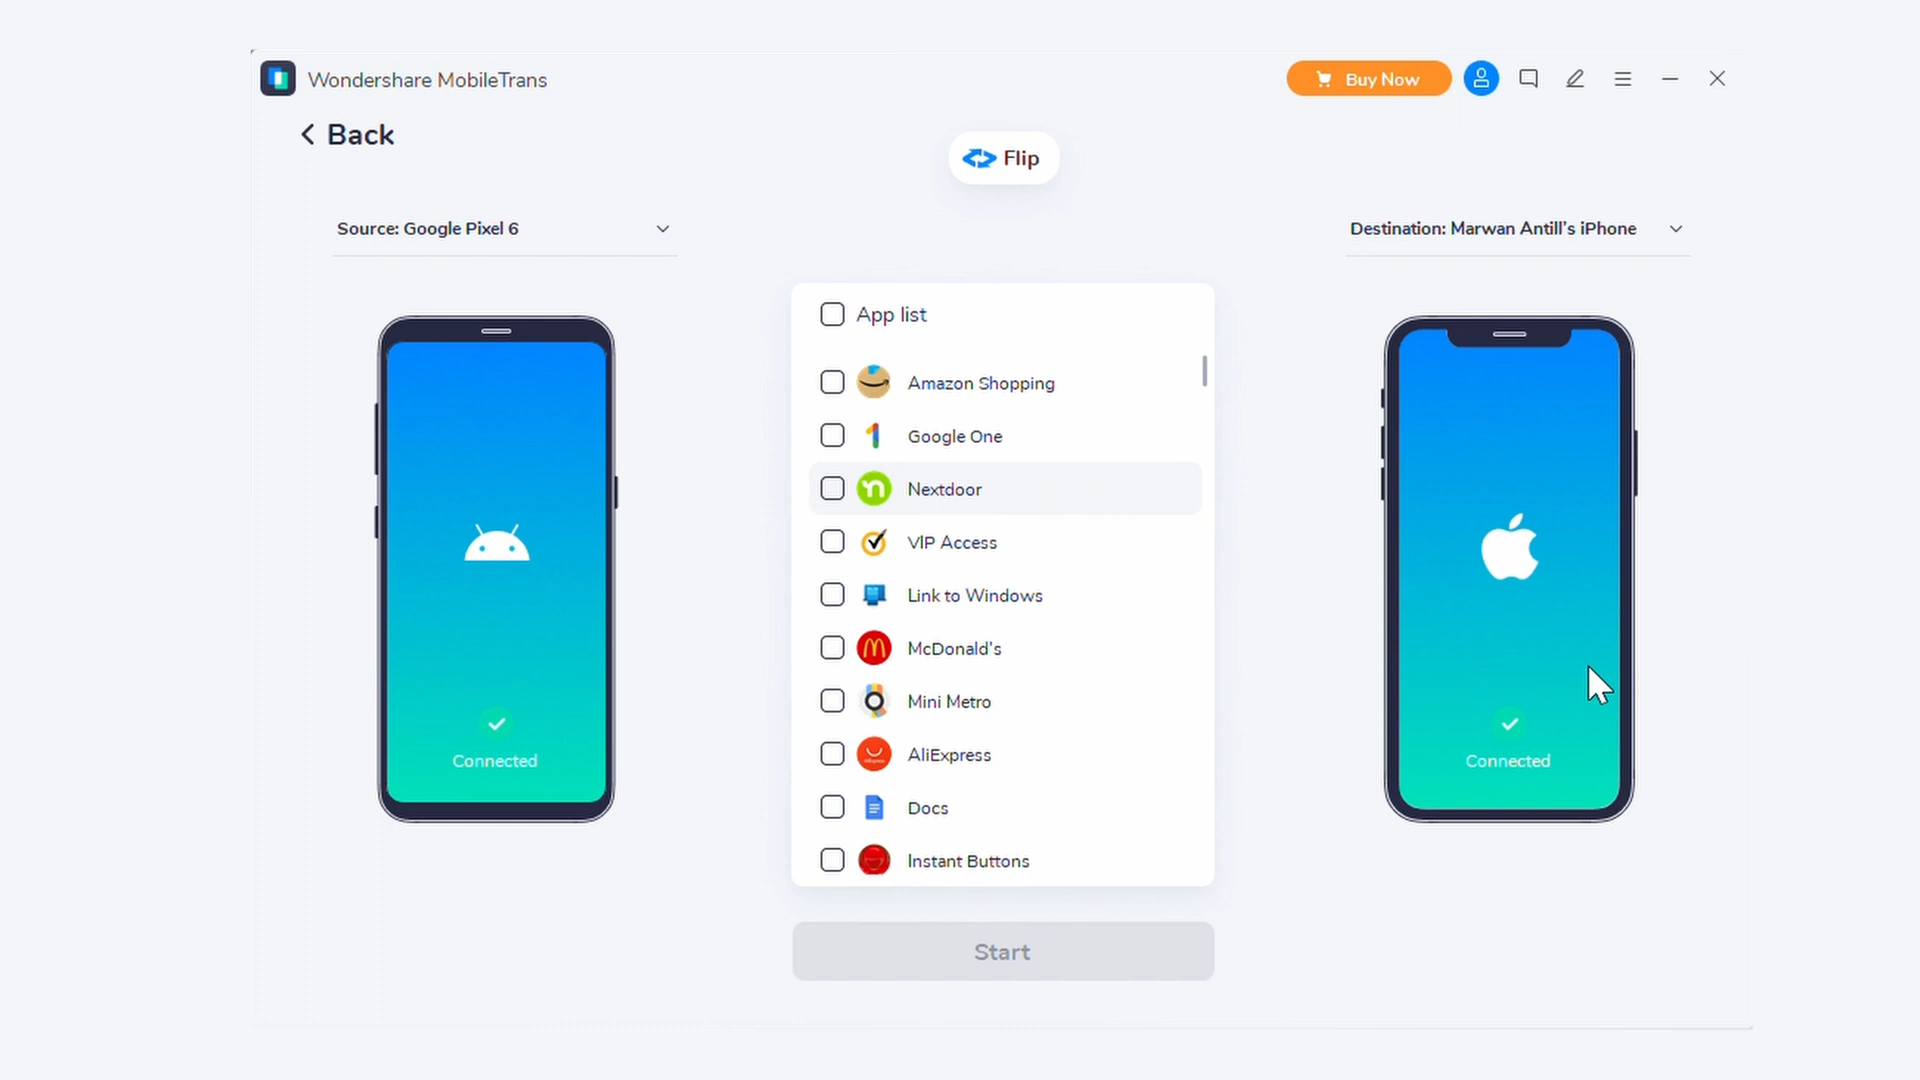 Wondershare MobileTrans
Buy Now
Back
Flip
Source: Google Pixel 6
Destination: Marwan Antill's iPhone
App list
Amazon Shopping
Google One
Nextdoor
VIP Access
Link to Windows
McDonald's
Mini Metro
AliExpress
Docs
Instant Buttons
Connected
Connected
Start